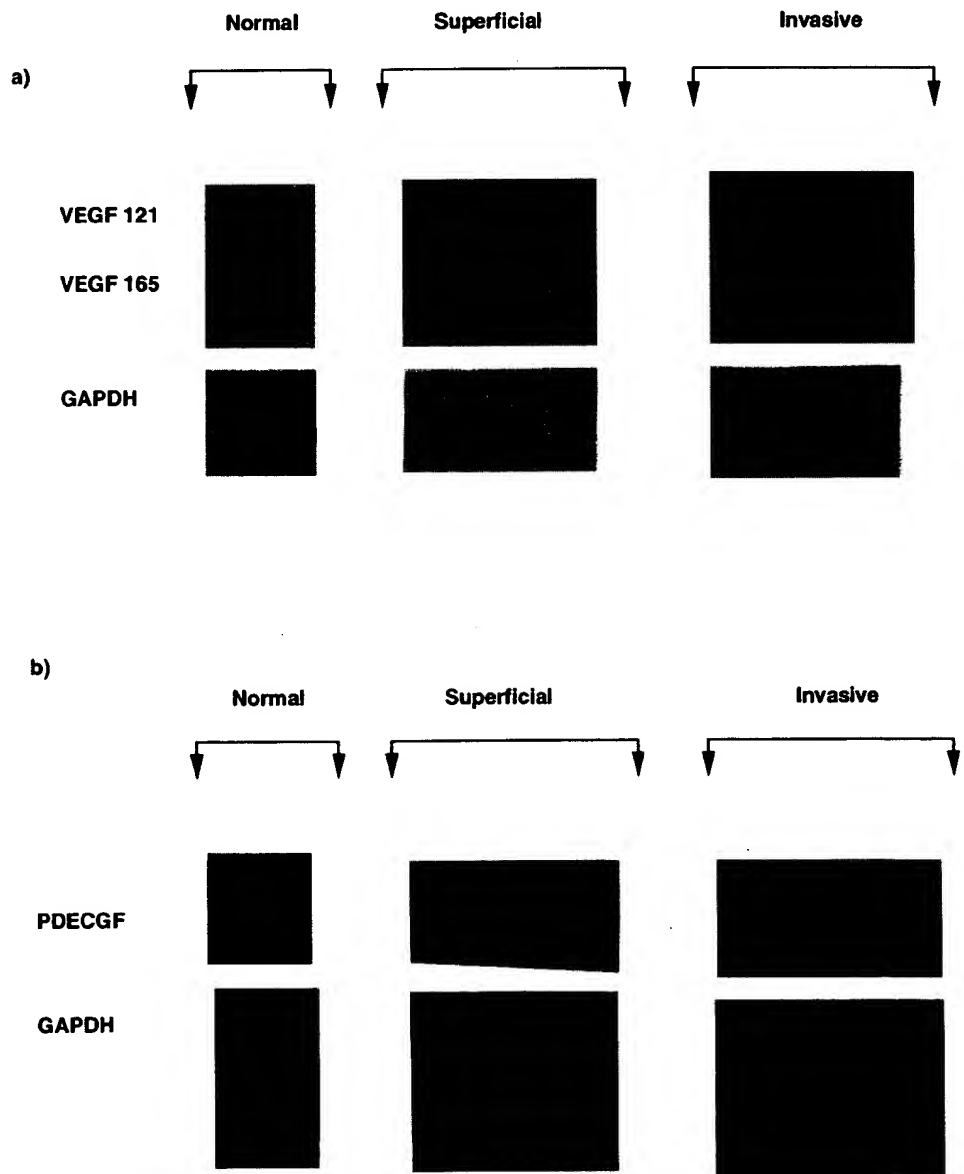 Normal Superficial Invasive
a)
VEGF 121
VEGF 165
GAPDH
b)
Normal Superficial Invasive
PDECGF
GAPDH